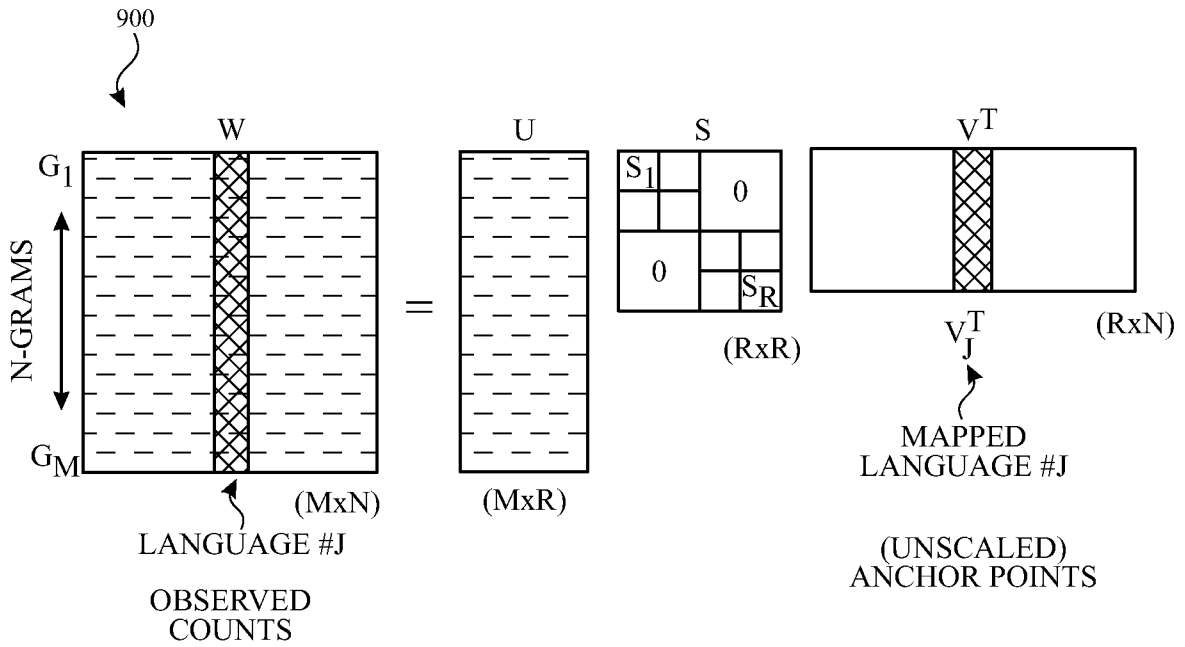 900
W
U
S
V^T
G_1
N-GRAMS
G_M
=
S_1
0
0
S_R
(MxN)
(MxR)
(RxR)
(RxN)
V_J^T
LANGUAGE #J
OBSERVED
COUNTS
MAPPED
LANGUAGE #J
(UNSCALED)
ANCHOR POINTS